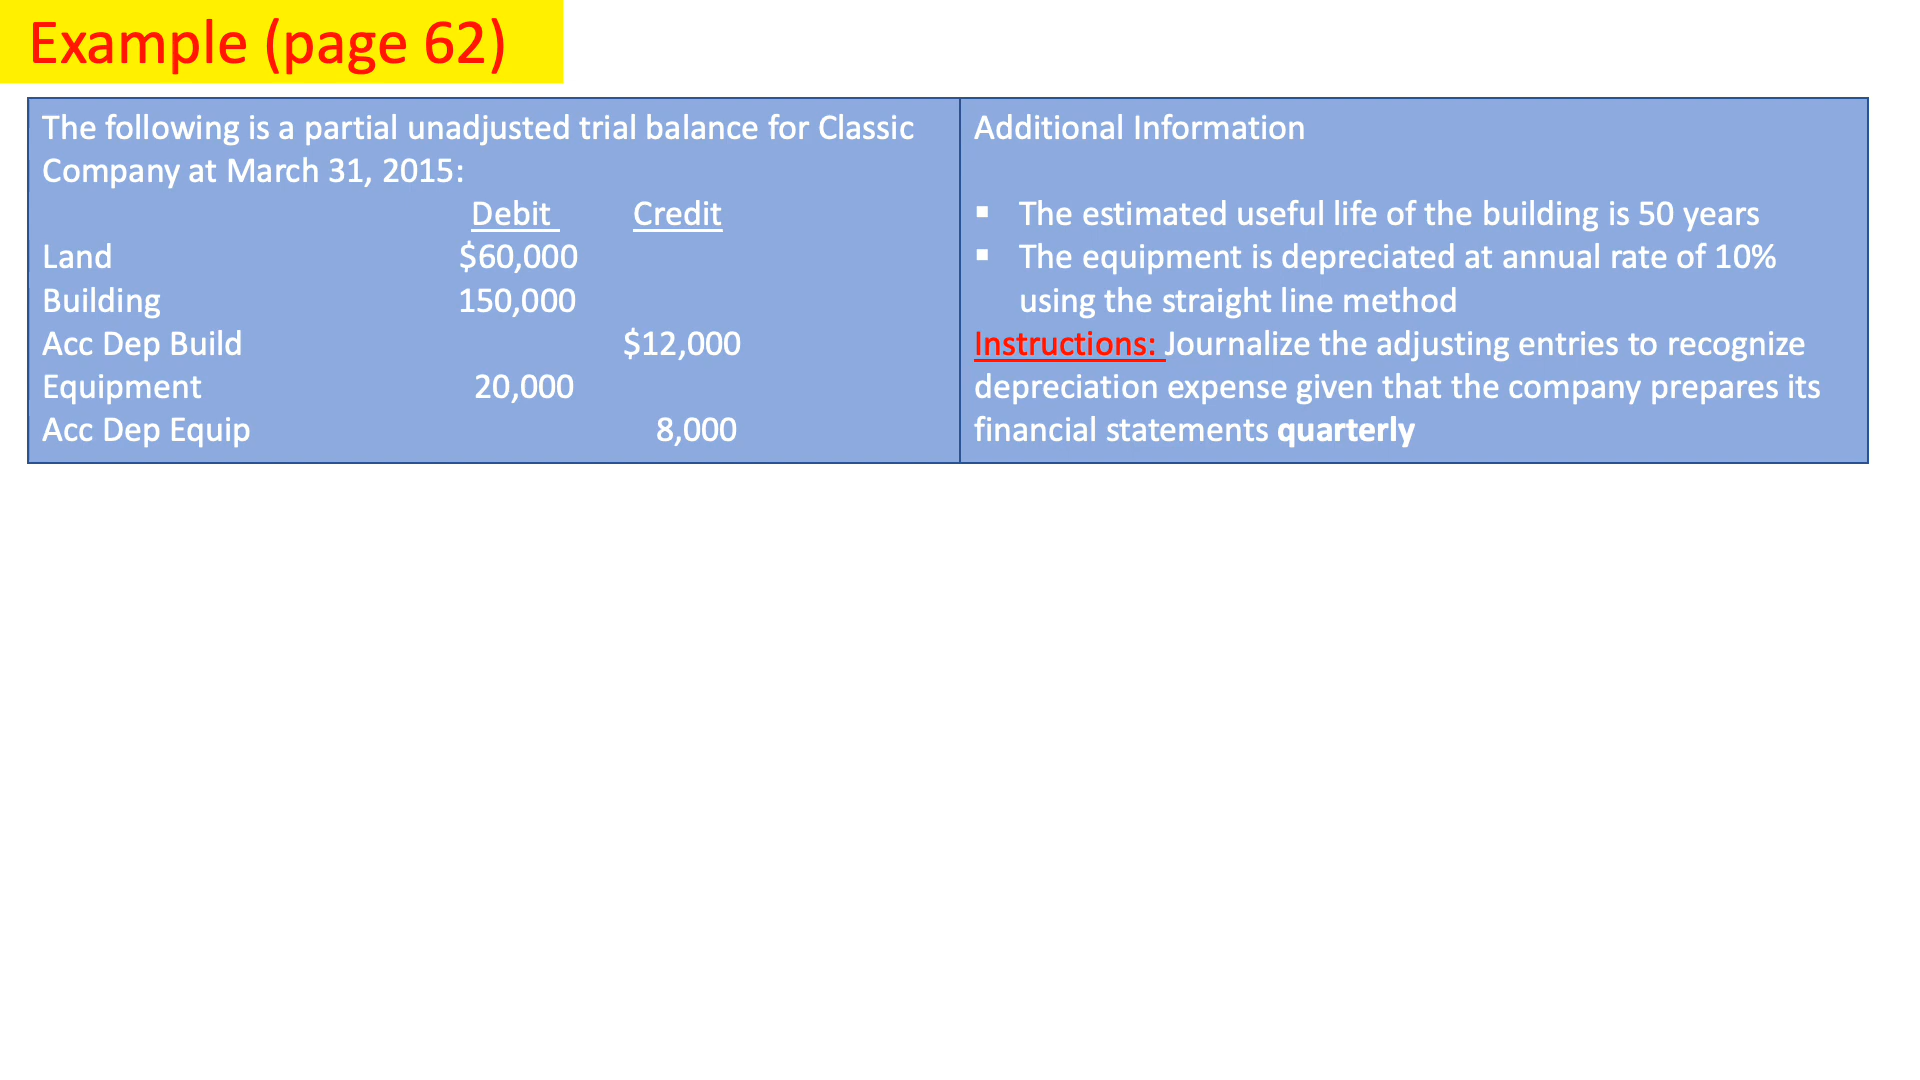 Example (page 62)
The following is a partial unadjusted trial balance for Classic
Company at March 31, 2015:
Debit Credit
Land $60,000
Building 150,000
Acc Dep Build $12,000
Equipment 20,000
Acc Dep Equip 8,000
Additional Information
▪ The estimated useful life of the building is 50 years
▪ The equipment is depreciated at annual rate of 10%
using the straight line method
Instructions: Journalize the adjusting entries to recognize
depreciation expense given that the company prepares its
financial statements quarterly